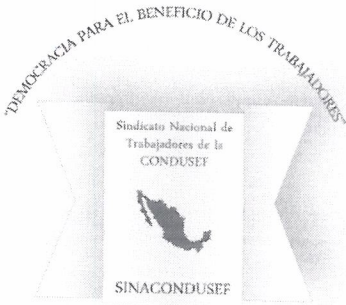 "DEMOCRACIA PARA EL BENEFICIO DE LOS TRABAJADORES"
Sindicato Nacional de
Trabajadores de la
CONDUSEF
SINACONDUSEF